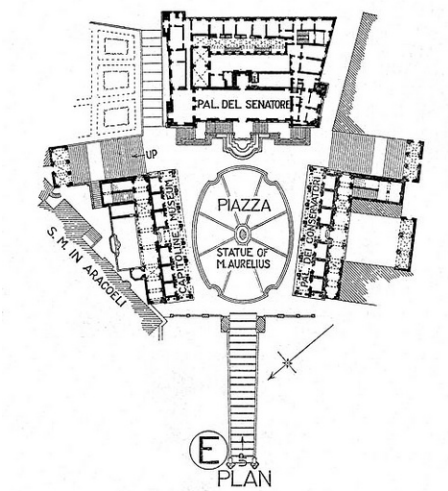 PAL. DEL SENATORE
UP
S. M. IN ARACOELI
CAPITOLINE MUSEUM
PIAZZA
STATUE OF
M. AURELIUS
PAL. DEI CONSERVATORI
E
PLAN